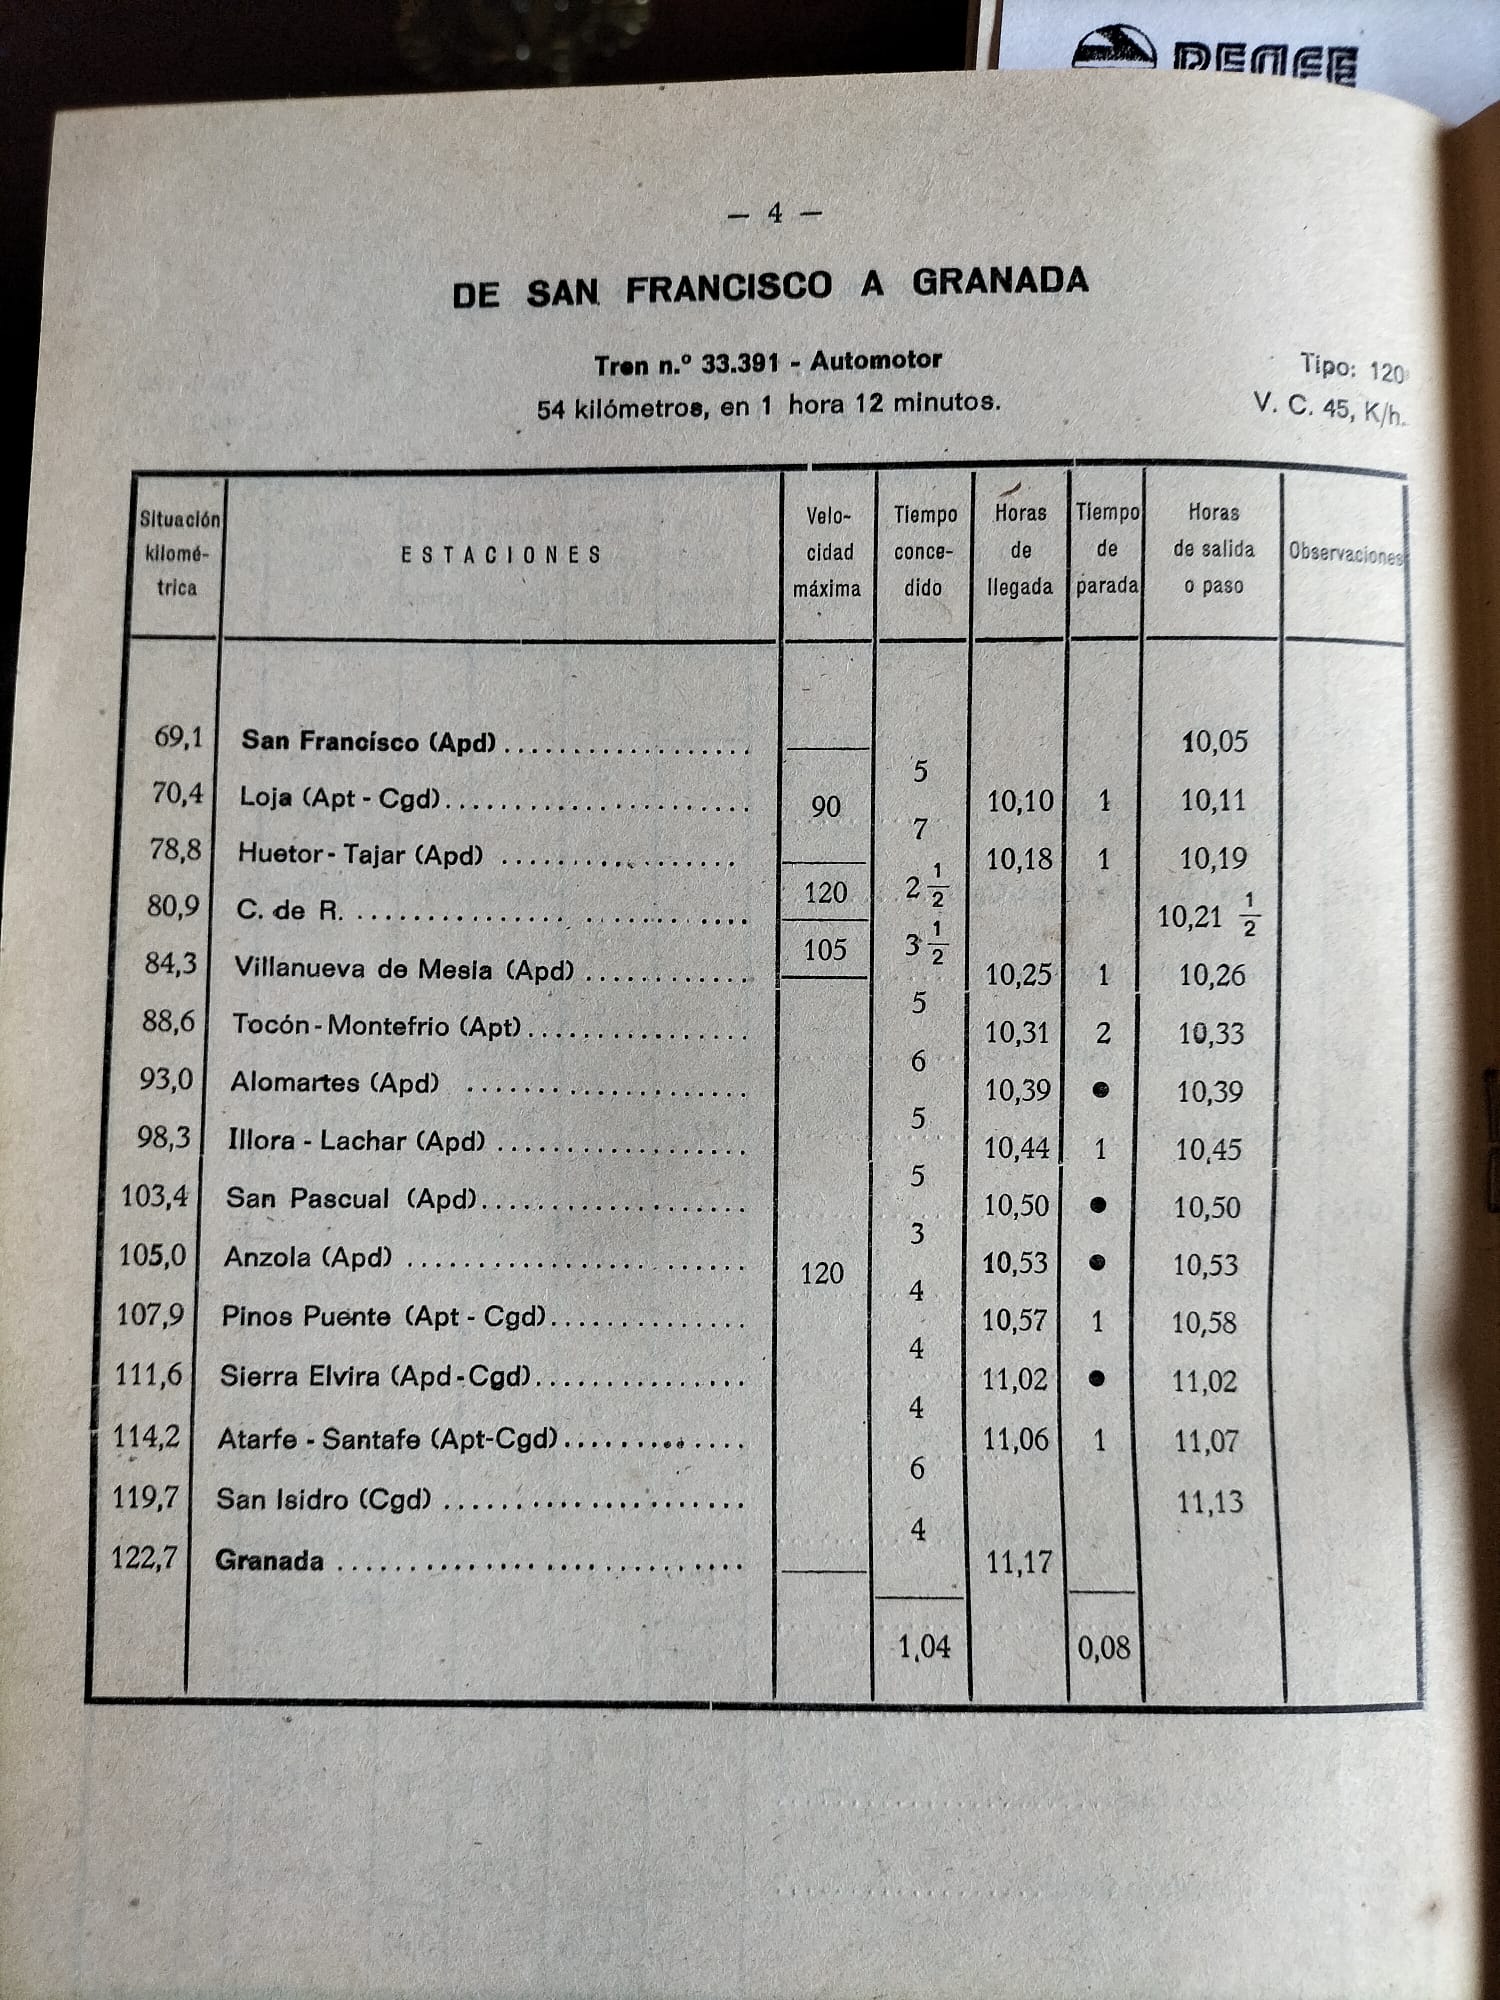 RENFE
— 4 —
DE SAN FRANCISCO A GRANADA
Tren n.º 33.391 - Automotor
54 kilómetros, en 1 hora 12 minutos.
Tipo: 120
V. C. 45, K/h.
Situación kilomé-trica ESTACIONES Velo-cidad máxima Tiempo conce-dido Horas de llegada Tiempo de parada Horas de salida o paso Observaciones
69,1 San Francisco (Apd) 10,05
5
70,4 Loja (Apt - Cgd) 90 10,10 1 10,11
7
78,8 Huetor - Tajar (Apd) 10,18 1 10,19
120 2 1/2
80,9 C. de R. 10,21 1/2
105 3 1/2
84,3 Villanueva de Mesia (Apd) 10,25 1 10,26
5
88,6 Tocón - Montefrio (Apt) 10,31 2 10,33
6
93,0 Alomartes (Apd) 10,39 ● 10,39
5
98,3 Illora - Lachar (Apd) 10,44 1 10,45
5
103,4 San Pascual (Apd) 10,50 ● 10,50
3
105,0 Anzola (Apd) 120 10,53 ● 10,53
4
107,9 Pinos Puente (Apt - Cgd) 10,57 1 10,58
4
111,6 Sierra Elvira (Apd - Cgd) 11,02 ● 11,02
4
114,2 Atarfe - Santafe (Apt-Cgd) 11,06 1 11,07
6
119,7 San Isidro (Cgd) 11,13
4
122,7 Granada 11,17
1,04 0,08